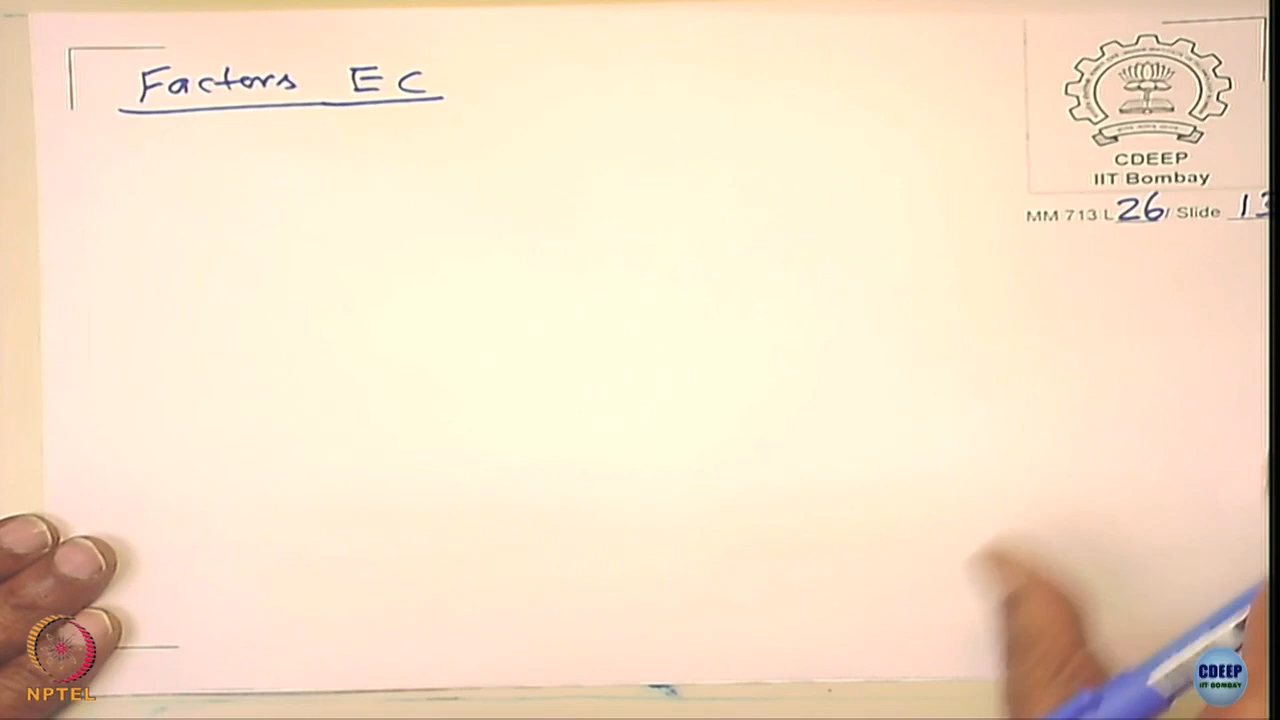 Factors EC
CDEEP
IIT Bombay
MM 713 L 26 / Slide 13
NPTEL
CDEEP
IIT BOMBAY